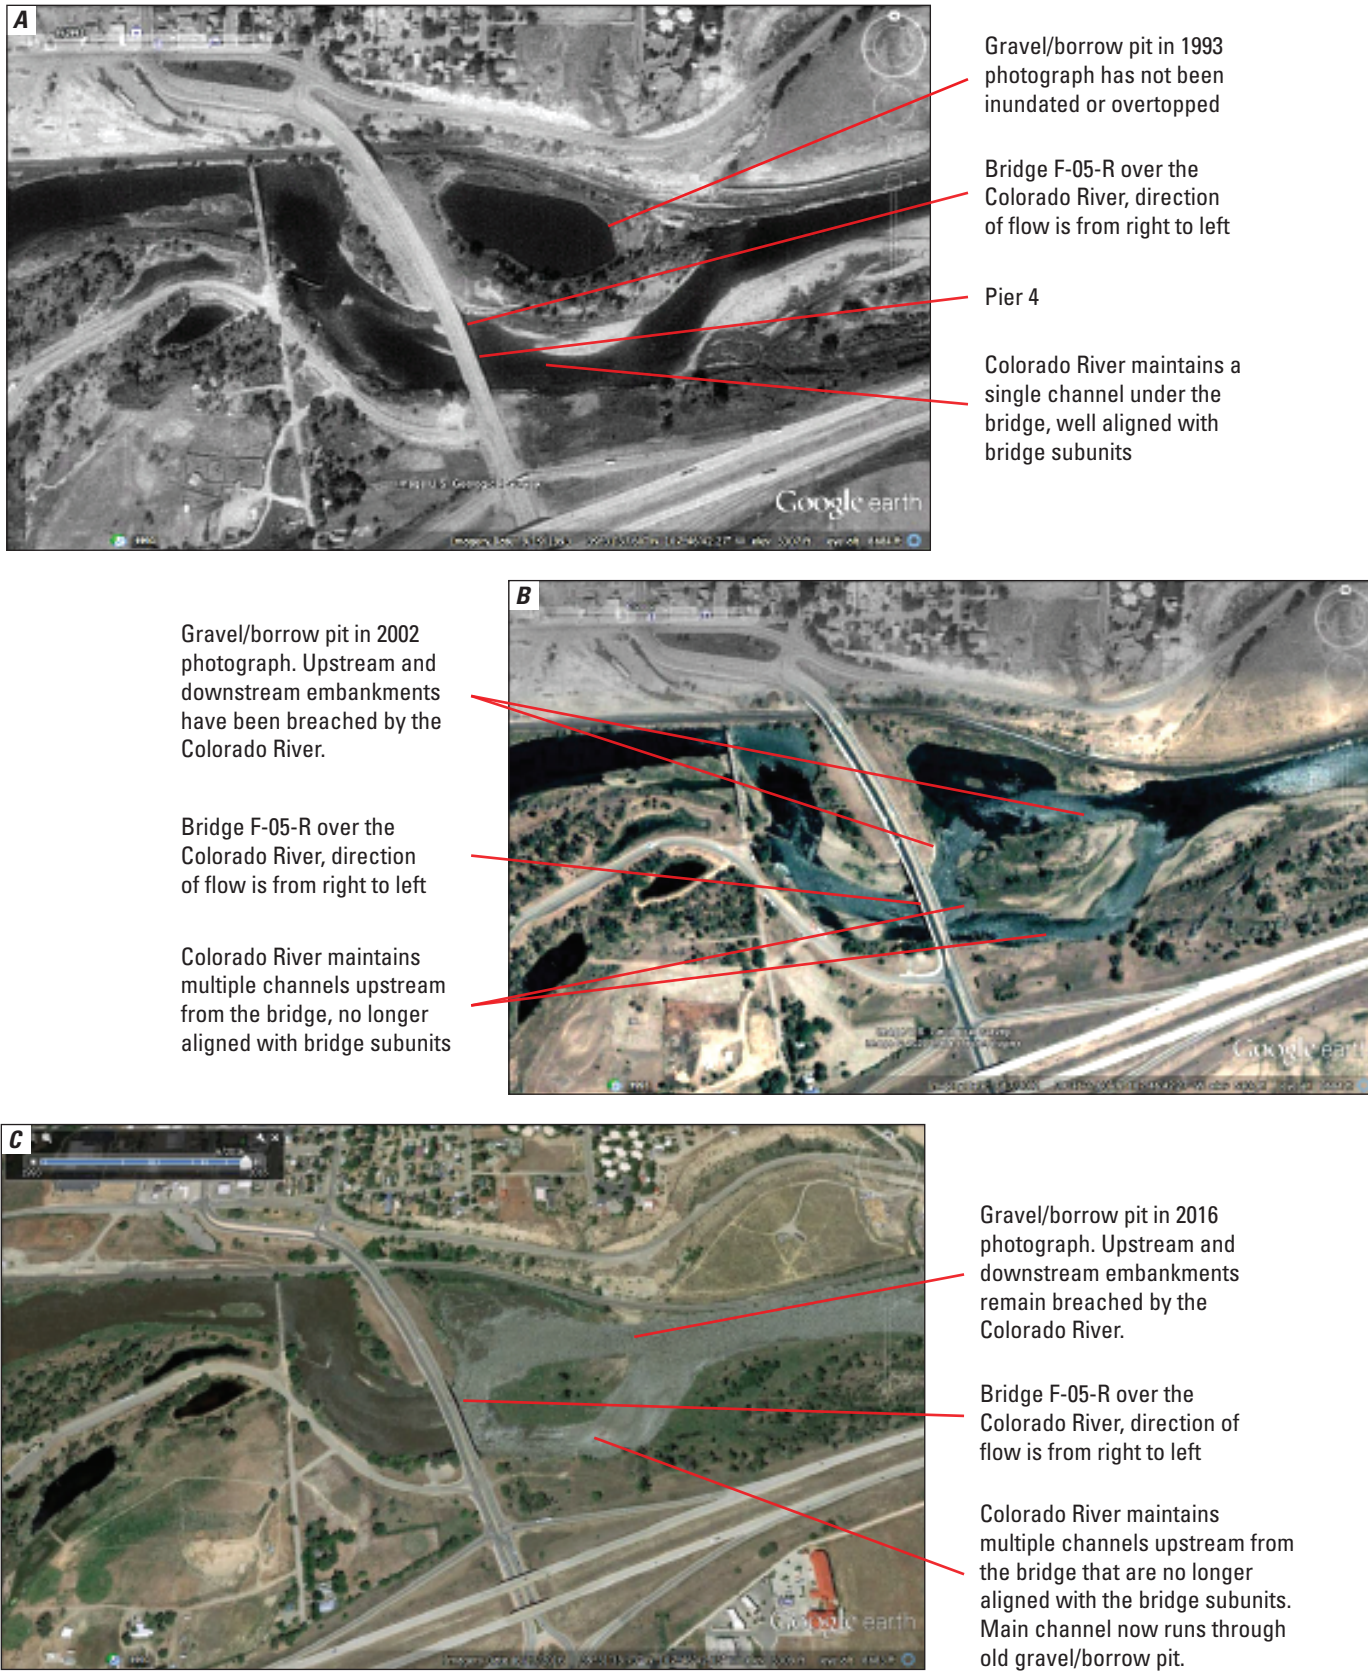 A
Gravel/borrow pit in 1993
photograph has not been
inundated or overtopped
Bridge F-05-R over the
Colorado River, direction
of flow is from right to left
Pier 4
Colorado River maintains a
single channel under the
bridge, well aligned with
bridge subunits
Google earth
1993
B
Gravel/borrow pit in 2002
photograph. Upstream and
downstream embankments
have been breached by the
Colorado River.
Bridge F-05-R over the
Colorado River, direction
of flow is from right to left
Colorado River maintains
multiple channels upstream
from the bridge, no longer
aligned with bridge subunits
Google earth
1993
C
Gravel/borrow pit in 2016
photograph. Upstream and
downstream embankments
remain breached by the
Colorado River.
Bridge F-05-R over the
Colorado River, direction of
flow is from right to left
Colorado River maintains
multiple channels upstream from
the bridge that are no longer
aligned with the bridge subunits.
Main channel now runs through
old gravel/borrow pit.
Google earth